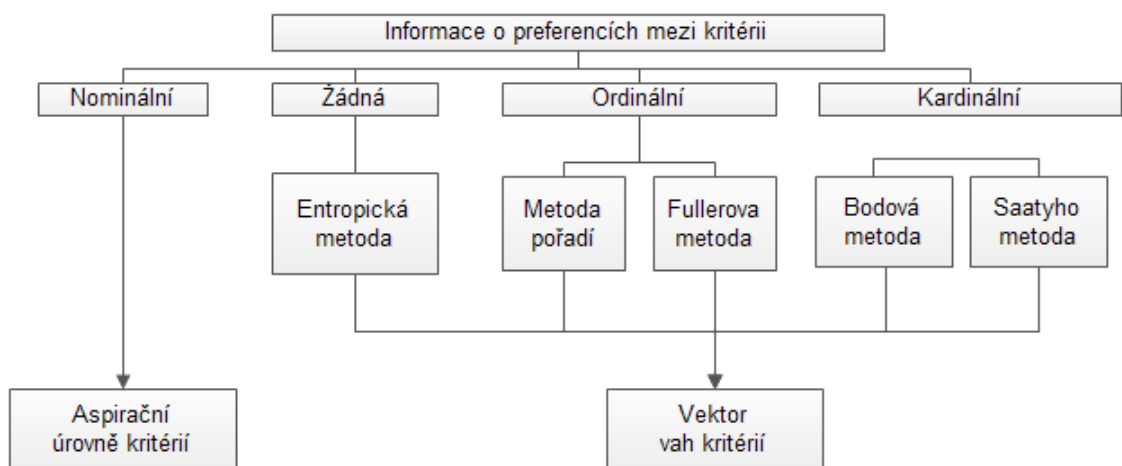 Informace o preferencích mezi kritérii
Nominální
Žádná
Ordinální
Kardinální
Entropická
metoda
Metoda
pořadí
Fullerova
metoda
Bodová
metoda
Saatyho
metoda
Aspirační
úrovně kritérií
Vektor
vah kritérií